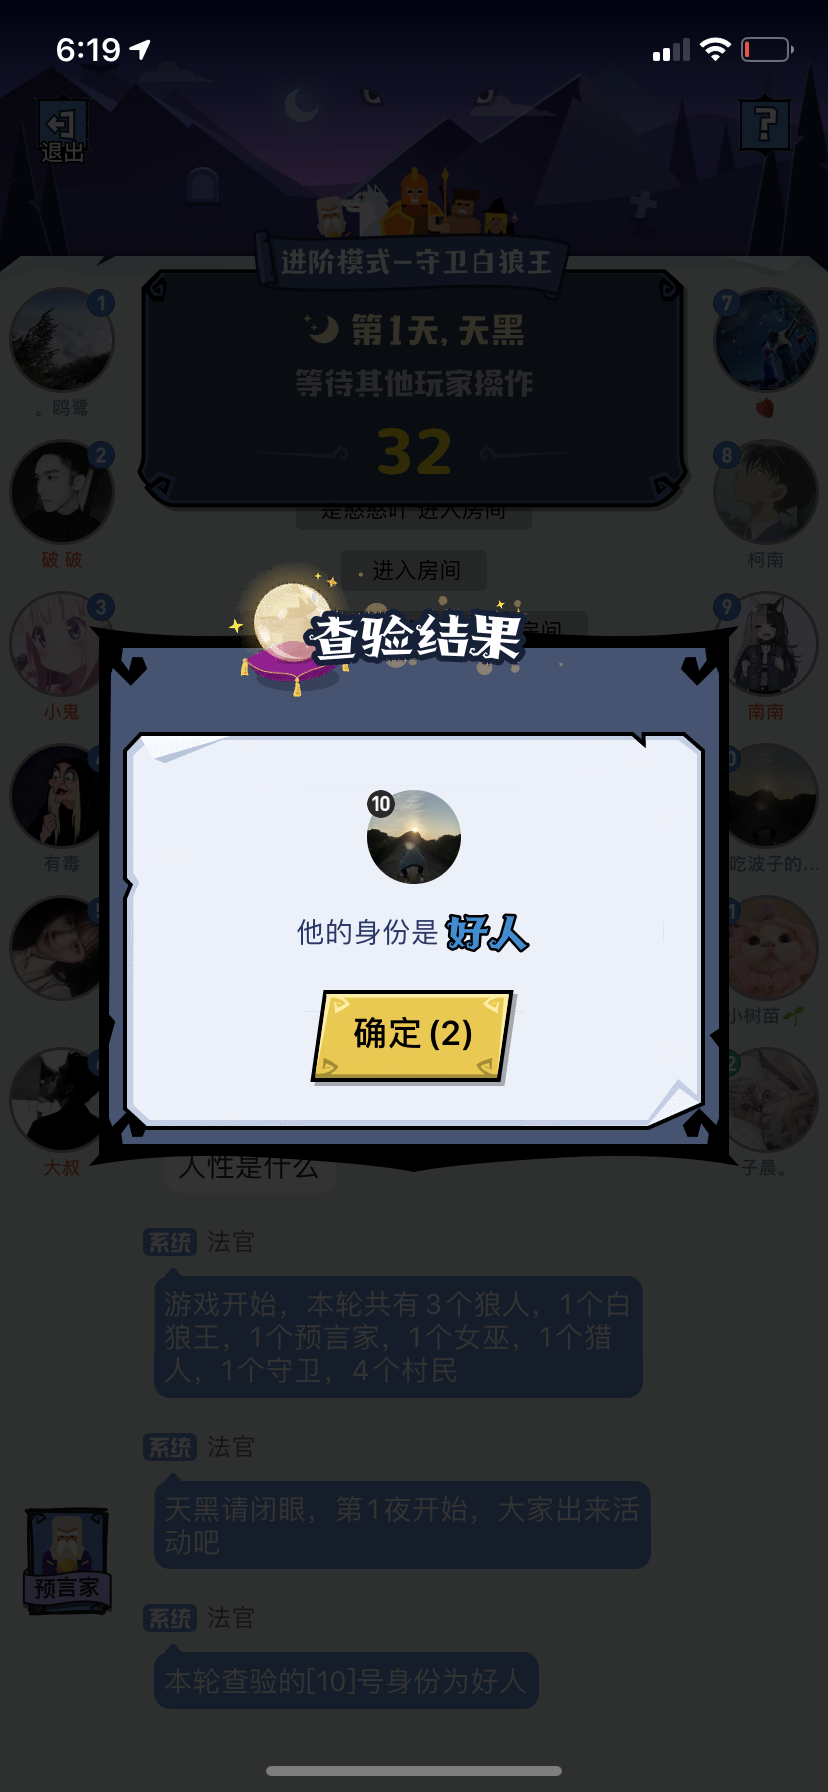 6:19
退出
?
进阶模式-守卫白狼王
第1天,天黑
等待其他玩家操作
32
1
。鸥鹭
2
破 破
3
小鬼
有毒
大叔
7
8
柯南
9
南南
吃波子的...
小树苗
子晨。
进入房间
查验结果
10
他的身份是 好人
确定(2)
人性是什么
系统 法官
游戏开始，本轮共有3个狼人，1个白
狼王，1个预言家，1个女巫，1个猎
人，1个守卫，4个村民
系统 法官
天黑请闭眼，第1夜开始，大家出来活
动吧
预言家
系统 法官
本轮查验的[10]号身份为好人